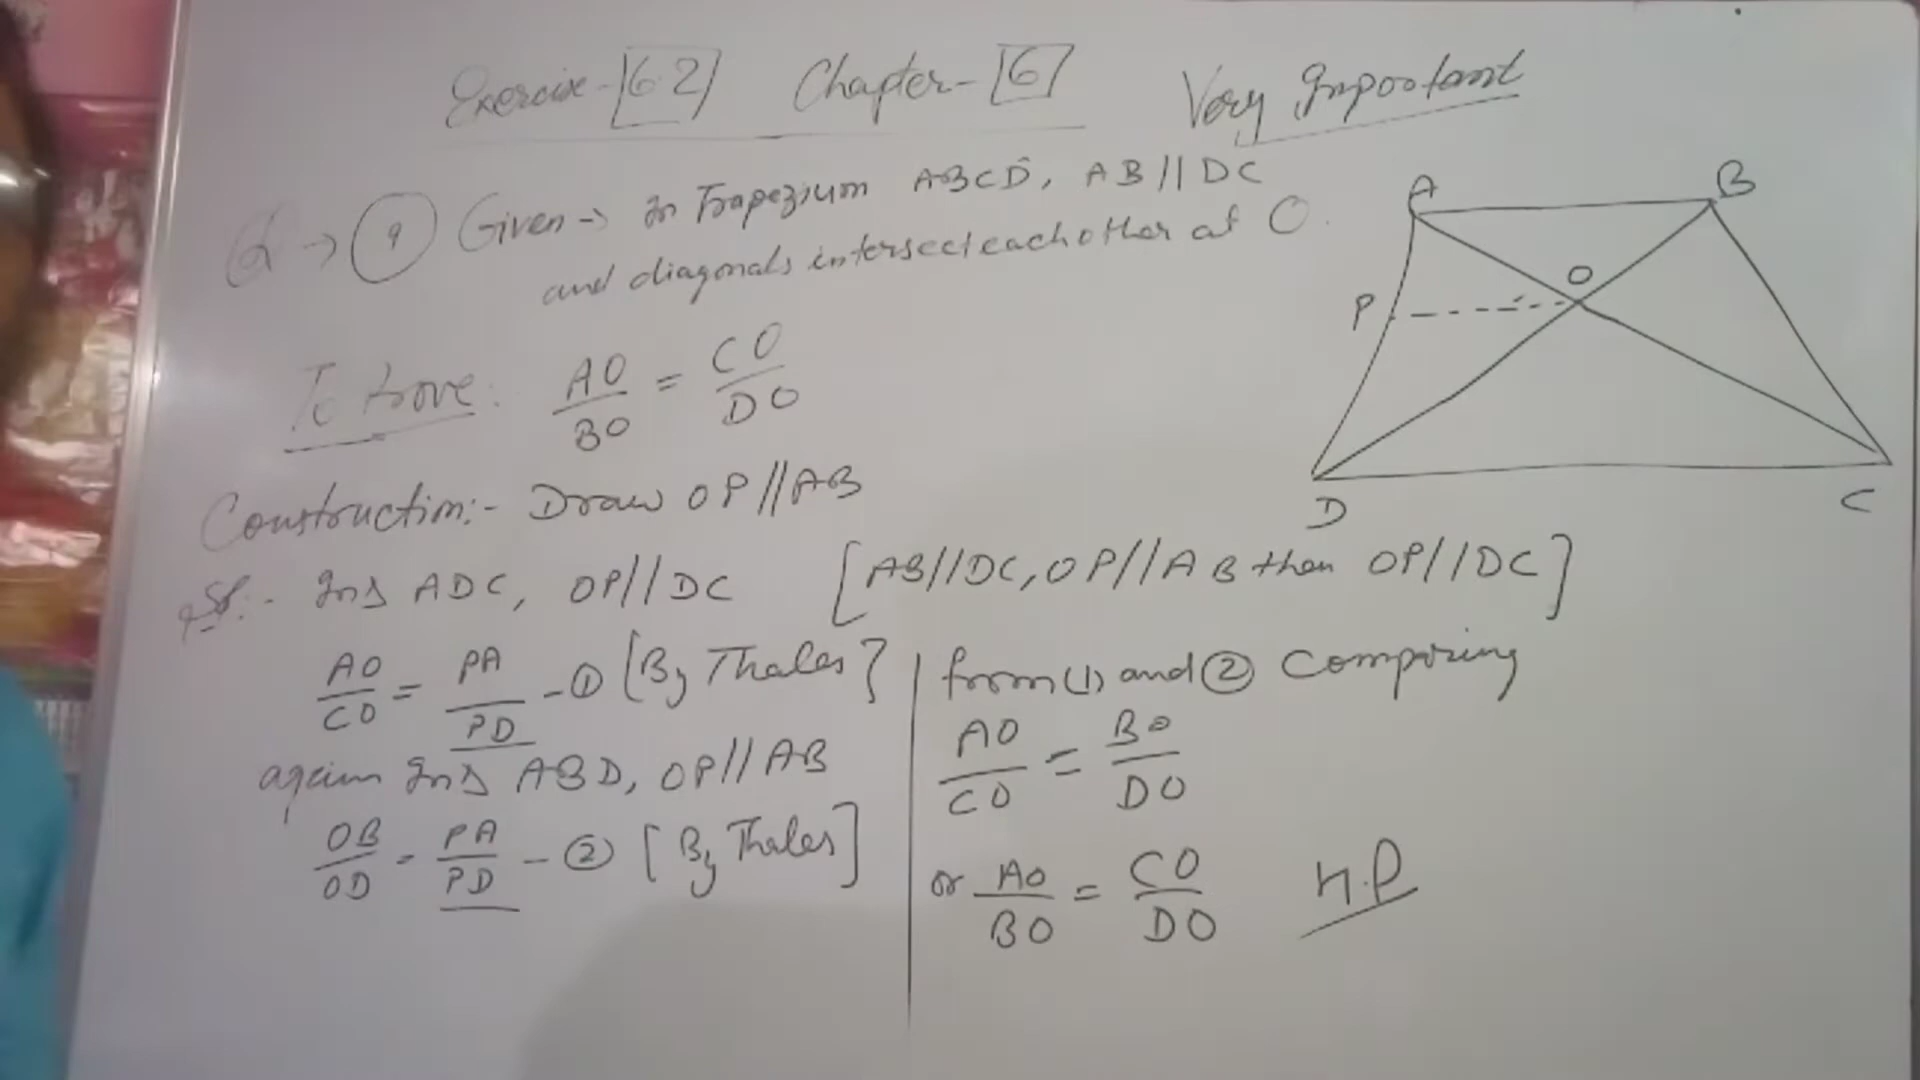 Exercise-[6.2] Chapter-[6] Very Important
Q → 9 Given → In Trapezium ABCD, AB//DC
and diagonals intersect each other at O.
To Prove: AO/BO = CO/DO
Construction:- Draw OP//AB
Sol:- In Δ ADC, OP//DC [AB//DC, OP//AB then OP//DC]
AO/CO = PA/PD - ① [By Thales]
again In Δ ABD, OP//AB
OB/OD = PA/PD - ② [By Thales]
from (1) and ② Comparing
AO/CO = BO/DO
or AO/BO = CO/DO H.P
A
B
O
P
D
C